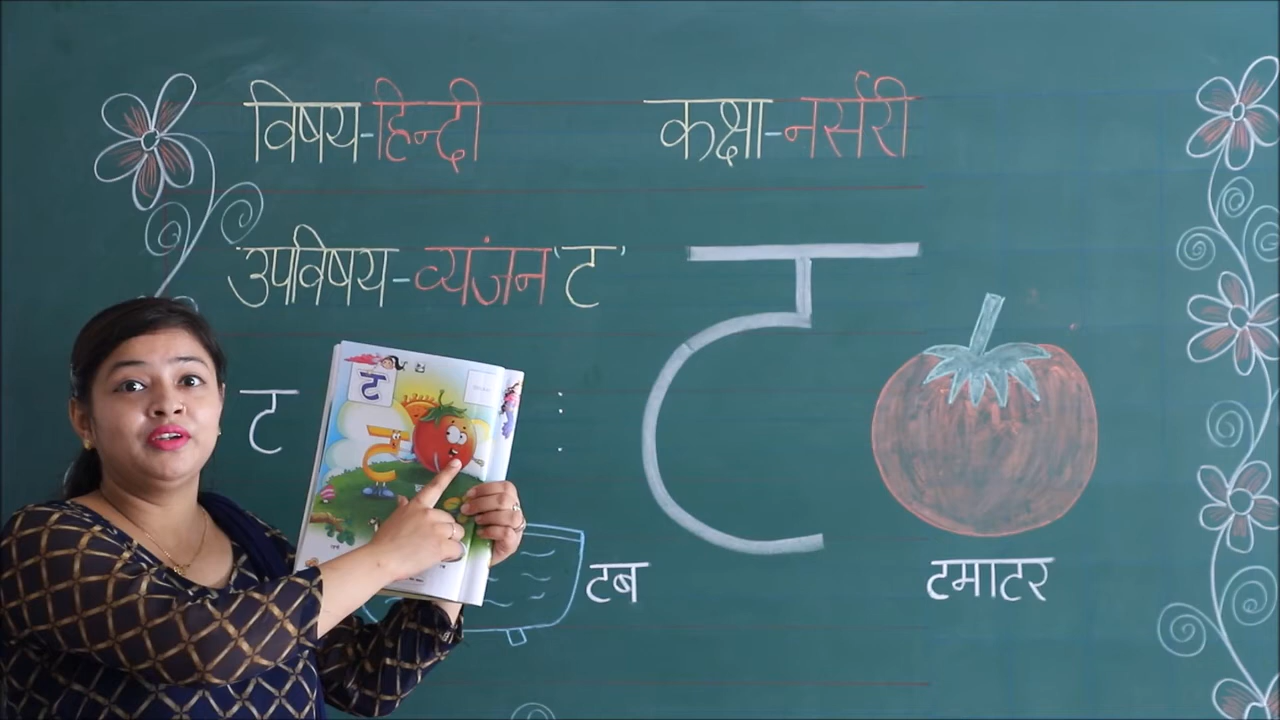 विषय-हिन्दी
कक्षा-नर्सरी
उपविषय-व्यंजन 'ट'
ट
ट
ट
ट
टब
टमाटर